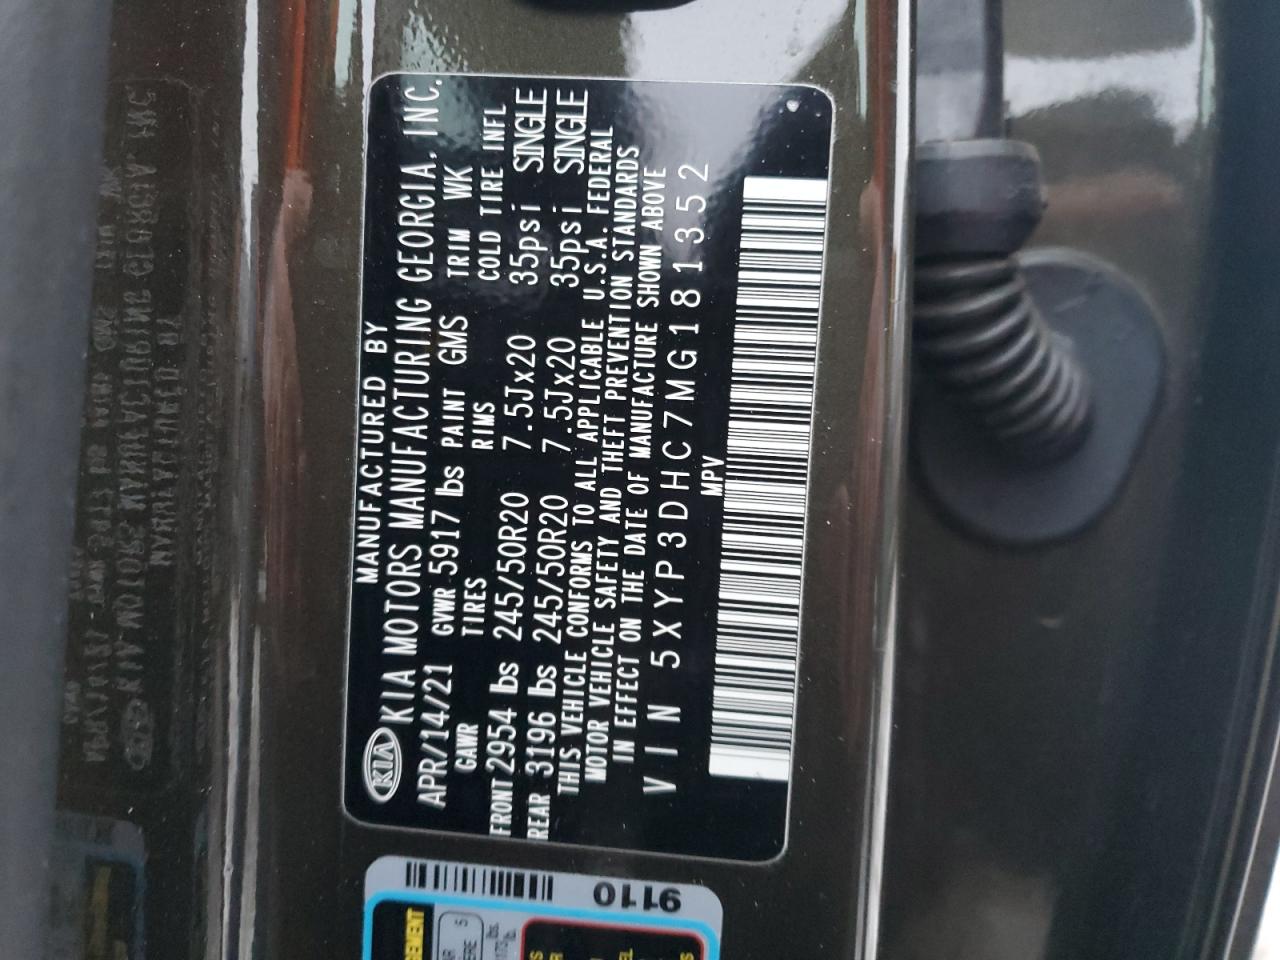 MANUFACTURED BY
KIA KIA MOTORS MANUFACTURING GEORGIA, INC.
APR/14/21 GVWR 5917 lbs PAINT GMS TRIM WK
GAWR TIRES RIMS COLD TIRE INFL
FRONT 2954 lbs 245/50R20 7.5Jx20 35psi SINGLE
REAR 3196 lbs 245/50R20 7.5Jx20 35psi SINGLE
THIS VEHICLE CONFORMS TO ALL APPLICABLE U.S.A. FEDERAL
MOTOR VEHICLE SAFETY AND THEFT PREVENTION STANDARDS
IN EFFECT ON THE DATE OF MANUFACTURE SHOWN ABOVE
VIN 5XYP3DHC7MG181352
MPV
9110